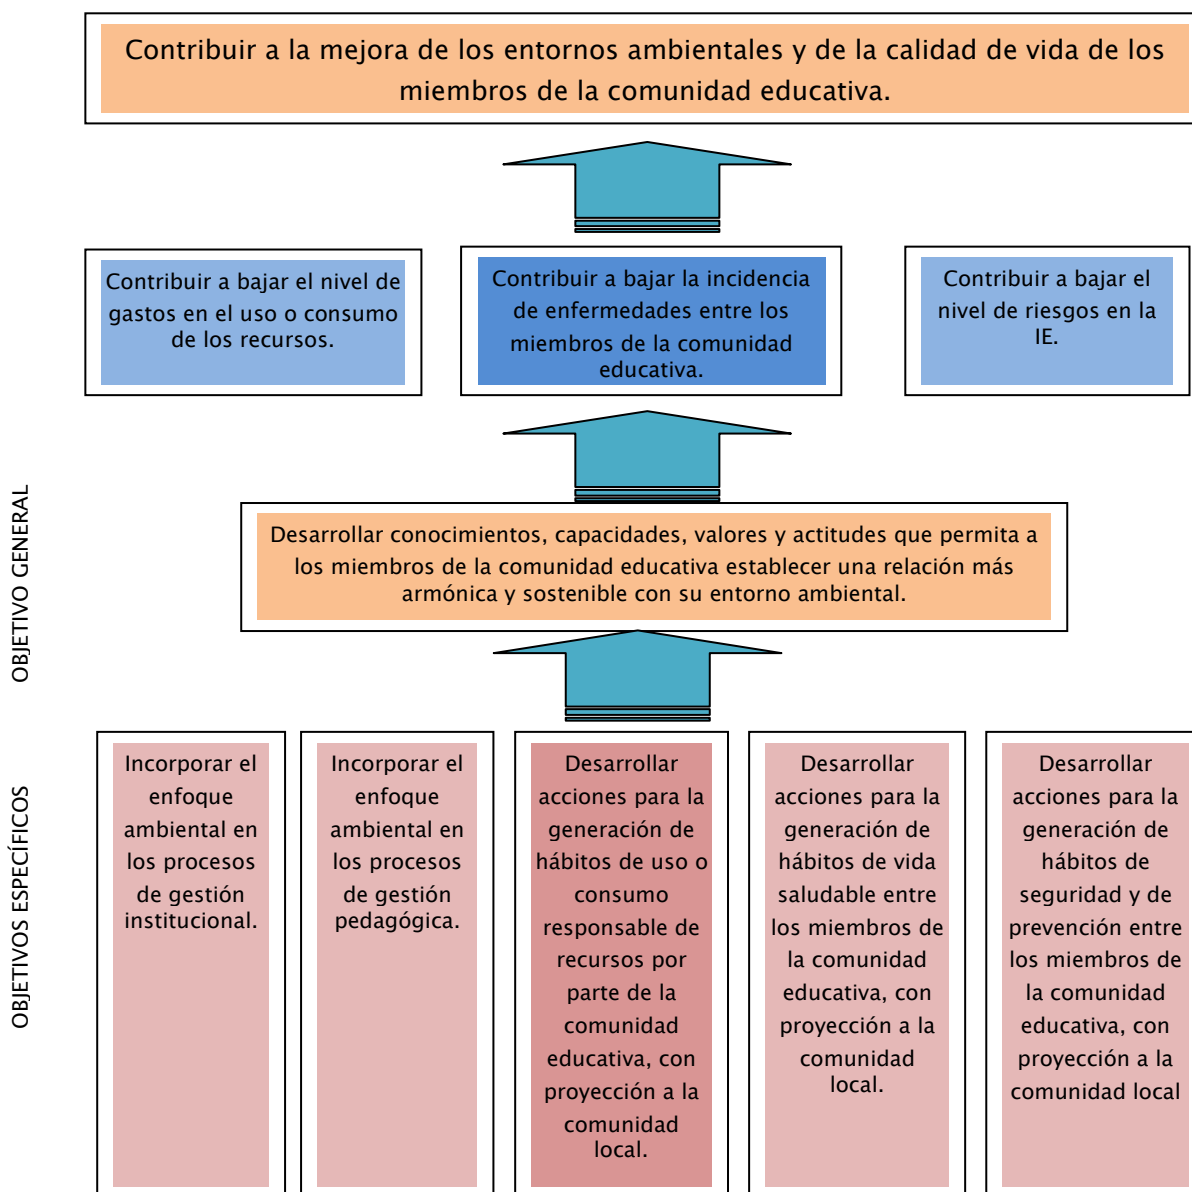 Contribuir a la mejora de los entornos ambientales y de la calidad de vida de los
miembros de la comunidad educativa.
Contribuir a bajar el nivel de
gastos en el uso o consumo
de los recursos.
Contribuir a bajar la incidencia
de enfermedades entre los
miembros de la comunidad
educativa.
Contribuir a bajar el
nivel de riesgos en la
IE.
OBJETIVO GENERAL
Desarrollar conocimientos, capacidades, valores y actitudes que permita a
los miembros de la comunidad educativa establecer una relación más
armónica y sostenible con su entorno ambiental.
OBJETIVOS ESPECÍFICOS
Incorporar el
enfoque
ambiental en
los procesos
de gestión
institucional.
Incorporar el
enfoque
ambiental en
los procesos
de gestión
pedagógica.
Desarrollar
acciones para la
generación de
hábitos de uso o
consumo
responsable de
recursos por
parte de la
comunidad
educativa, con
proyección a la
comunidad
local.
Desarrollar
acciones para la
generación de
hábitos de vida
saludable entre
los miembros de
la comunidad
educativa, con
proyección a la
comunidad
local.
Desarrollar
acciones para la
generación de
hábitos de
seguridad y de
prevención entre
los miembros de
la comunidad
educativa, con
proyección a la
comunidad local